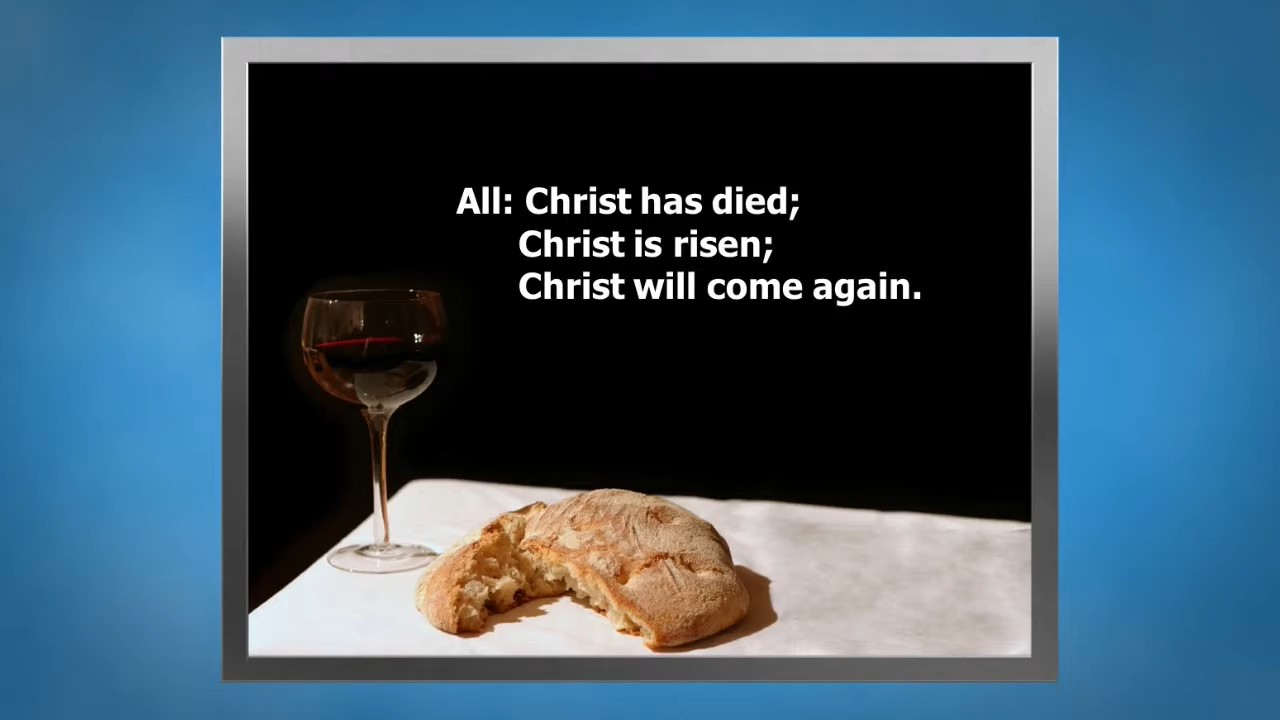 All: Christ has died;
Christ is risen;
Christ will come again.